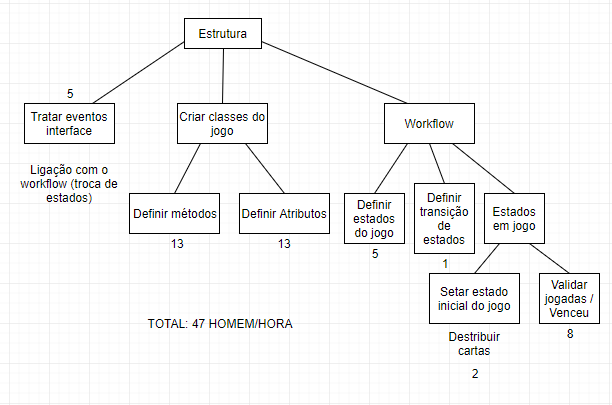 Estrutura
5
Tratar eventos
interface
Ligação com o
workflow (troca de
estados)
Criar classes do
jogo
Definir métodos
13
Definir Atributos
13
Workflow
Definir
estados
do jogo
5
Definir
transição
de
estados
1
Estados
em jogo
Setar estado
inicial do jogo
Destribuir
cartas
2
Validar
jogadas /
Venceu
8
TOTAL: 47 HOMEM/HORA